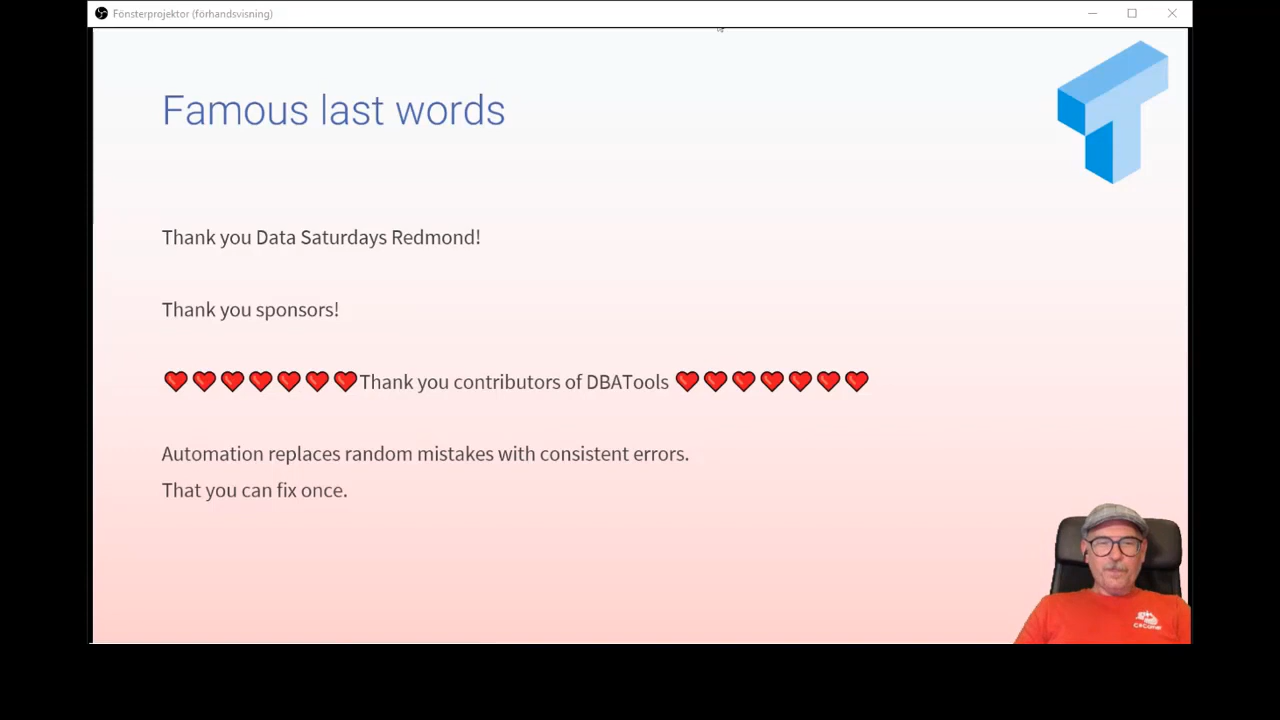 Fönsterprojektor (förhandsvisning)
Famous last words
Thank you Data Saturdays Redmond!
Thank you sponsors!
❤❤❤❤❤❤❤Thank you contributors of DBATools ❤❤❤❤❤❤❤
Automation replaces random mistakes with consistent errors.
That you can fix once.